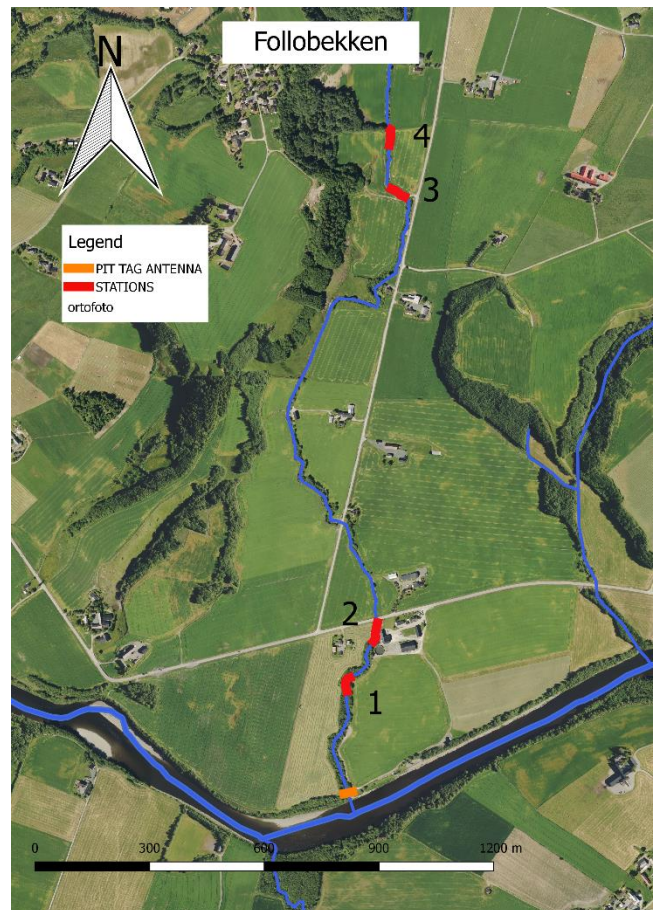 Follobekken
N
4
3
Legend
PIT TAG ANTENNA
STATIONS
ortofoto
2
1
0 300 600 900 1200 m